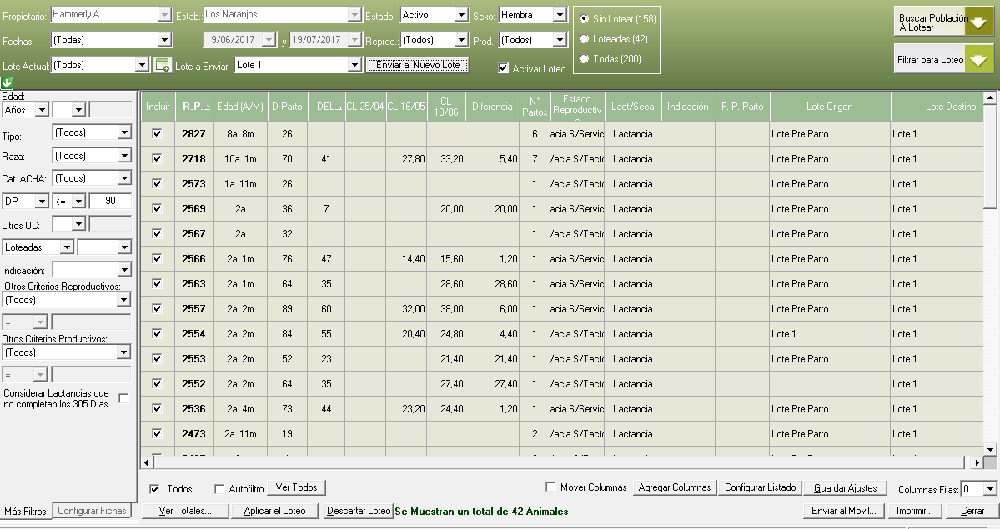 Propietario: Hammerly A. Estab.: Los Naranjos Estado: Activo Sexo: Hembra
Sin Lotear (158)
Buscar Población A Lotear
Fechas: (Todas) 19/06/2017 y 19/07/2017 Reprod.: (Todos) Prod.: (Todos)
Loteadas (42)
Lote Actual: (Todos) Lote a Enviar: Lote 1 Enviar al Nuevo Lote Activar Loteo
Todas (200)
Filtrar para Loteo
Edad:
Años
Tipo: (Todos)
Raza: (Todos)
Cat. ACHA: (Todos)
DP <= 90
Litros UC:
Loteadas
Indicación:
Otros Criterios Reproductivos:
(Todos)
=
Otros Criterios Productivos:
(Todos)
=
Considerar Lactancias que
no completan los 305 Dias.
Más Filtros Configurar Fichas
Incluir R.P. Edad (A/M) D Parto DEL CL 25/04 CL 16/05 CL 19/06 Diferencia N° Partos Estado Reproductiv Lact/Seca Indicación F. P. Parto Lote Origen Lote Destino
2827 8a 8m 26 6 acia S/Servic Lactancia Lote Pre Parto Lote 1
2718 10a 1m 70 41 27,80 33,20 5,40 7 /acia S/Tacto Lactancia Lote Pre Parto Lote 1
2573 1a 11m 26 1 /acia S/Tacto Lactancia Lote Pre Parto Lote 1
2569 2a 36 7 20,00 20,00 1 acia S/Servic Lactancia Lote Pre Parto Lote 1
2567 2a 32 1 /acia S/Tacto Lactancia Lote Pre Parto Lote 1
2566 2a 1m 76 47 14,40 15,60 1,20 1 /acia S/Tacto Lactancia Lote Pre Parto Lote 1
2563 2a 1m 64 35 28,60 28,60 1 acia S/Servic Lactancia Lote Pre Parto Lote 1
2557 2a 2m 89 60 32,00 38,00 6,00 1 acia S/Servic Lactancia Lote Pre Parto Lote 1
2554 2a 2m 84 55 20,40 24,80 4,40 1 /acia S/Tacto Lactancia Lote 1 Lote 1
2553 2a 2m 52 23 21,40 21,40 1 /acia S/Tacto Lactancia Lote Pre Parto Lote 1
2552 2a 2m 64 35 27,40 27,40 1 /acia S/Tacto Lactancia Lote 1
2536 2a 4m 73 44 23,20 24,40 1,20 1 acia S/Servic Lactancia Lote Pre Parto Lote 1
2473 2a 11m 19 2 /acia S/Tacto Lactancia Lote Pre Parto Lote 1
Todos Autofiltro Ver Todos Mover Columnas Agregar Columnas Configurar Listado Guardar Ajustes Columnas Fijas: 0
Ver Totales... Aplicar el Loteo Descartar Loteo Se Muestran un total de 42 Animales Enviar al Movil... Imprimir... Cerrar